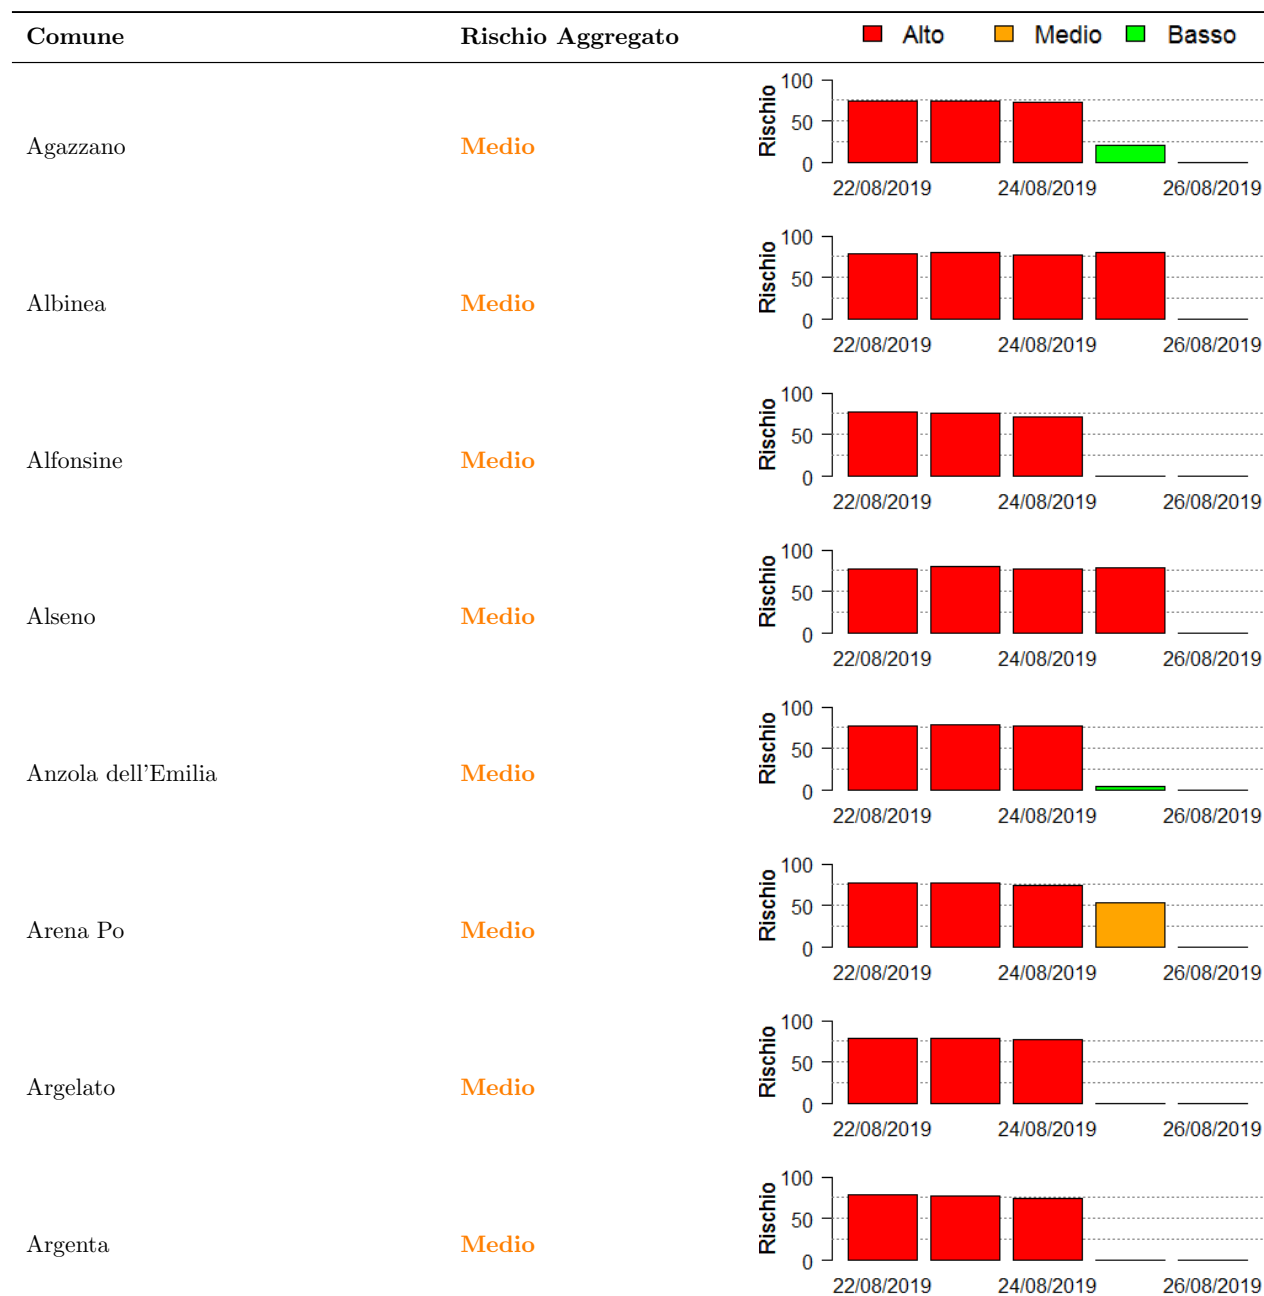 Comune Rischio Aggregato Alto Medio Basso
100
Rischio
50
Agazzano Medio
0
22/08/2019 24/08/2019 26/08/2019
100
Rischio
50
Albinea Medio
0
22/08/2019 24/08/2019 26/08/2019
100
Rischio
50
Alfonsine Medio
0
22/08/2019 24/08/2019 26/08/2019
100
Rischio
50
Alseno Medio
0
22/08/2019 24/08/2019 26/08/2019
100
Rischio
50
Anzola dell'Emilia Medio
0
22/08/2019 24/08/2019 26/08/2019
100
Rischio
50
Arena Po Medio
0
22/08/2019 24/08/2019 26/08/2019
100
Rischio
50
Argelato Medio
0
22/08/2019 24/08/2019 26/08/2019
100
Rischio
50
Argenta Medio
0
22/08/2019 24/08/2019 26/08/2019